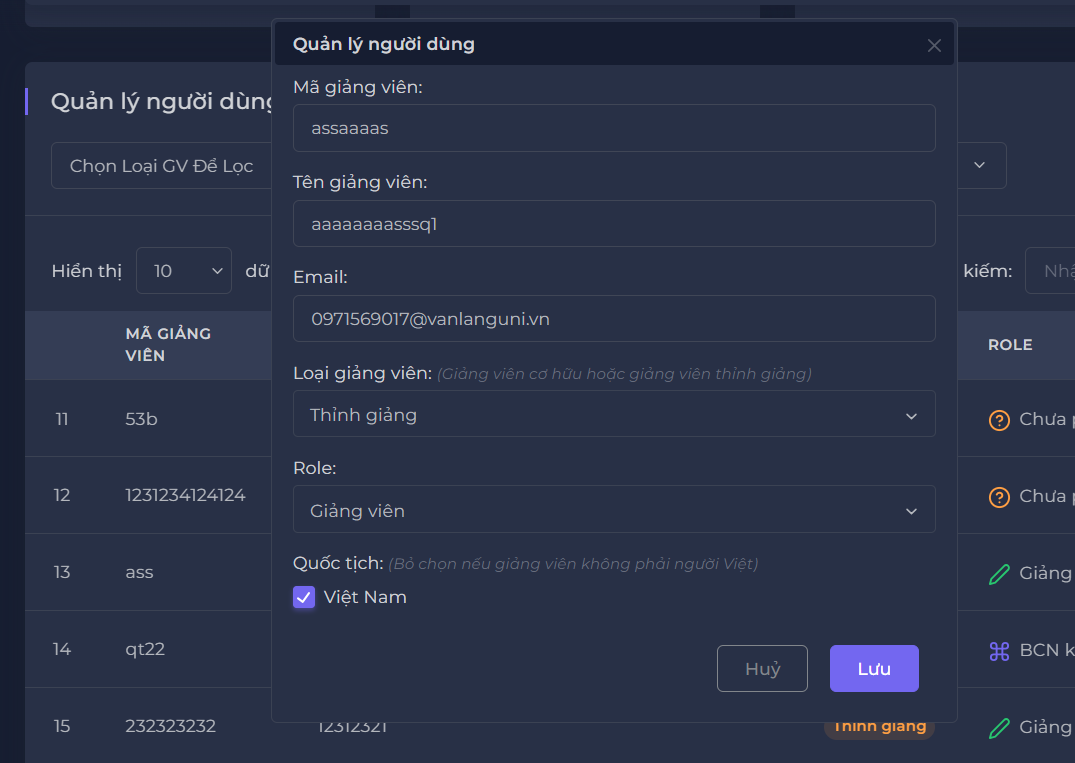 Quản lý người dùng
Mã giảng viên:
assaaaas
Tên giảng viên:
aaaaaaaasssq1
Email:
0971569017@vanlanguni.vn
Loại giảng viên: (Giảng viên cơ hữu hoặc giảng viên thỉnh giảng)
Thỉnh giảng
Role:
Giảng viên
Quốc tịch: (Bỏ chọn nếu giảng viên không phải người Việt)
Việt Nam
Huỷ Lưu
Quản lý người dùng
Chọn Loại GV Để Lọc
Hiển thị 10 dữ kiếm:
MÃ GIẢNG
VIÊN
ROLE
11 53b Chưa
12 1231234124124 Chưa
13 ass Giảng
14 qt22 BCN
15 232323232 12312321 Thỉnh giảng Giảng